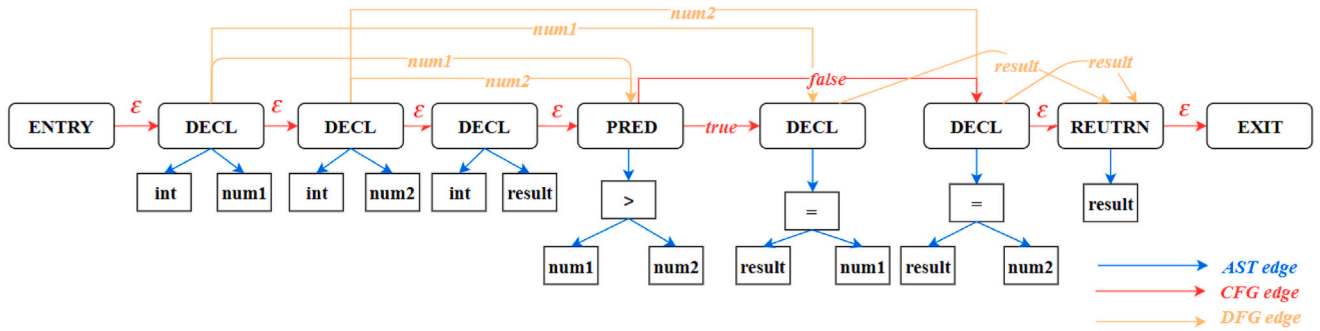 num2
num1
num1
result
result
num2
false
ε
ε
ε
ε
ε
ε
ENTRY
DECL
DECL
DECL
PRED
true
DECL
DECL
REUTRN
EXIT
int
num1
int
num2
int
result
>
=
=
result
num1
num2
result
num1
result
num2
AST edge
CFG edge
DFG edge